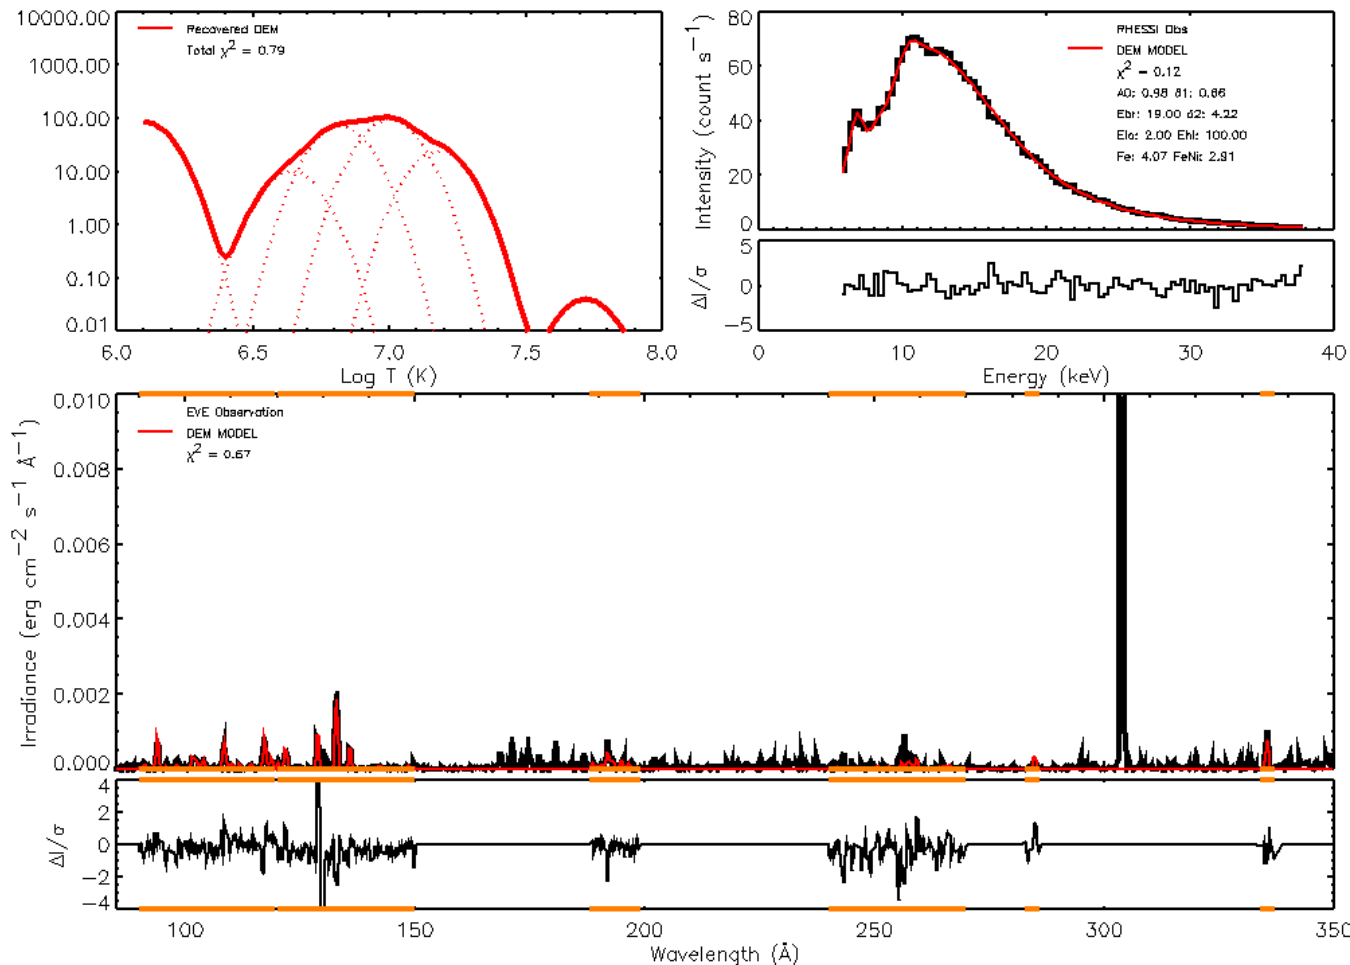 10000.00
1000.00
100.00
10.00
1.00
0.10
0.01
6.0 6.5 7.0 7.5 8.0
Log T (K)
Recovered DEM
Total χ² = 0.79
Intensity (count s⁻¹)
80
60
40
20
0
RHESSI Obs
DEM MODEL
χ² = 0.12
A0: 0.98 δ1: 0.66
Ebr: 19.00 δ2: 4.22
Elo: 2.00 Ehi: 100.00
Fe: 4.07 FeNi: 2.91
ΔI/σ
5
0
−5
0 10 20 30 40
Energy (keV)
Irradiance (erg cm⁻² s⁻¹ Å⁻¹)
0.010
0.008
0.006
0.004
0.002
0.000
EVE Observation
DEM MODEL
χ² = 0.67
ΔI/σ
4
2
0
−2
−4
100 150 200 250 300 350
Wavelength (Å)